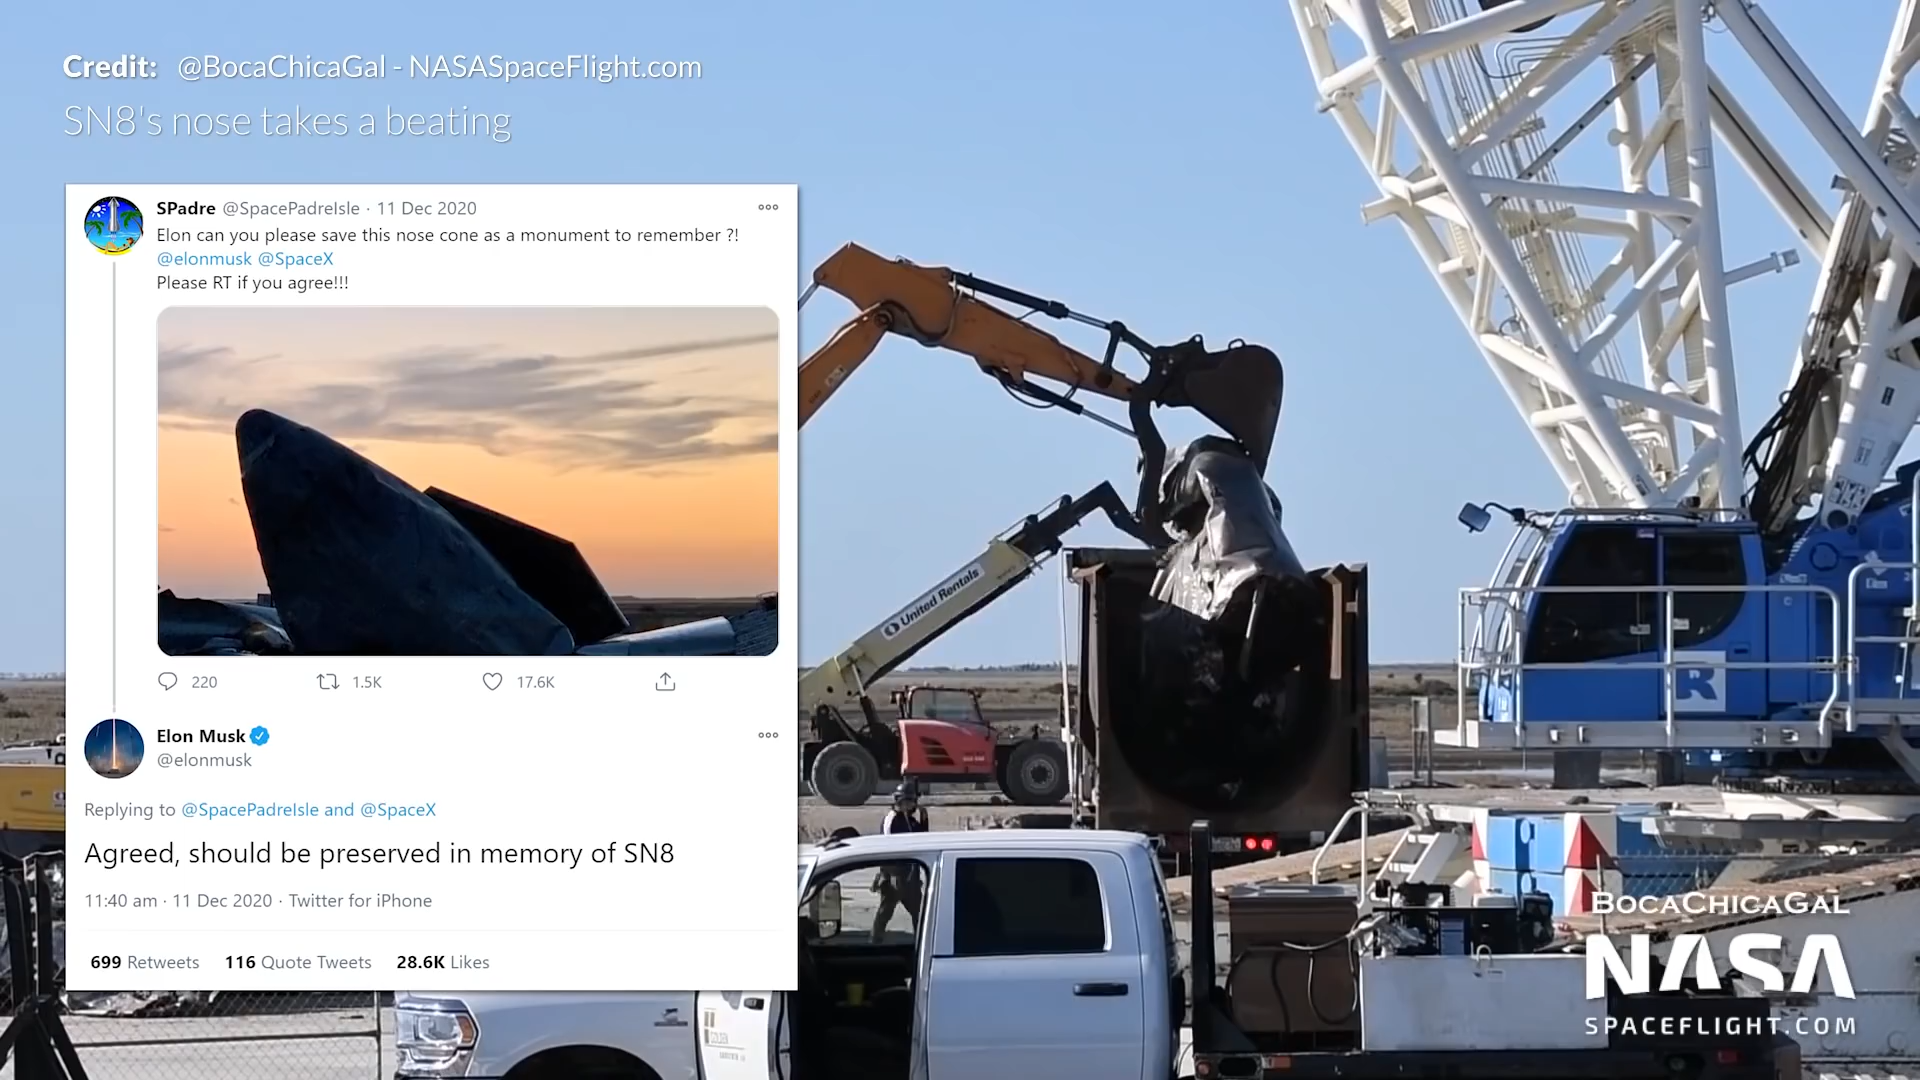 Credit: @BocaChicaGal - NASASpaceFlight.com
SN8's nose takes a beating
SPadre @SpacePadreIsle · 11 Dec 2020
Elon can you please save this nose cone as a monument to remember ?!
@elonmusk @SpaceX
Please RT if you agree!!!
220 1.5K 17.6K
Elon Musk
@elonmusk
Replying to @SpacePadreIsle and @SpaceX
Agreed, should be preserved in memory of SN8
11:40 am · 11 Dec 2020 · Twitter for iPhone
699 Retweets 116 Quote Tweets 28.6K Likes
United Rentals
R
BOCACHICAGAL
NASA
SPACEFLIGHT.COM